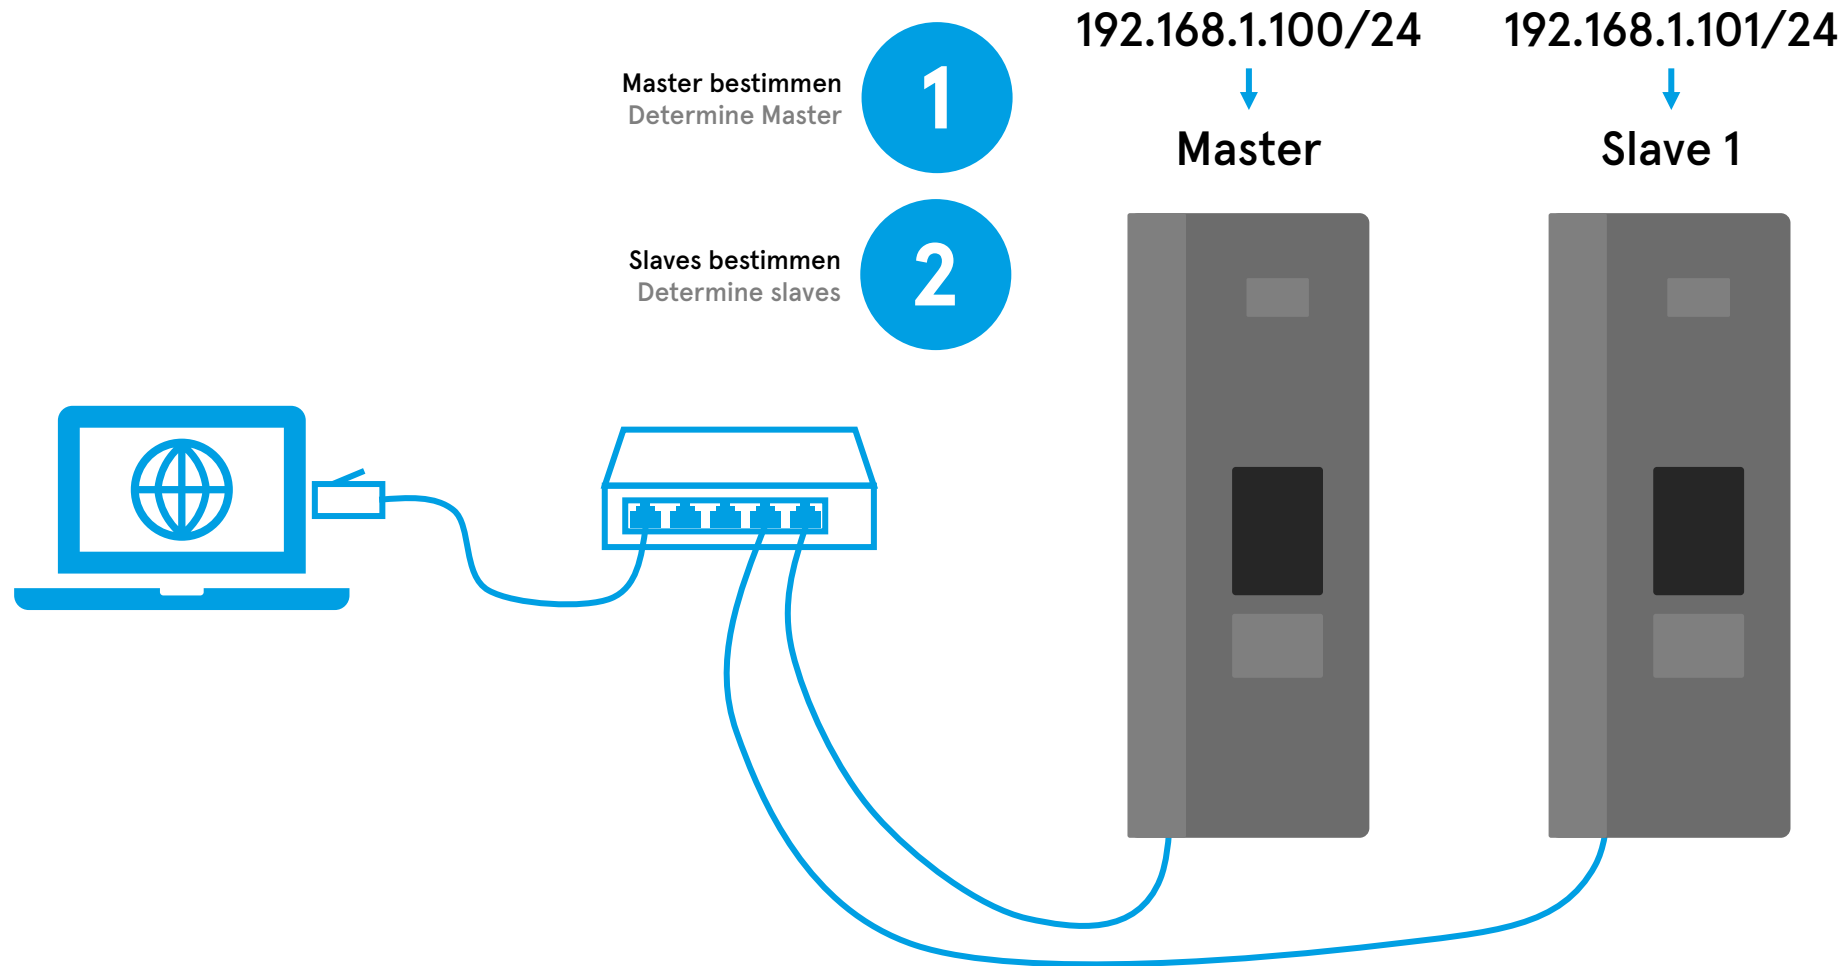 Master bestimmen
Determine Master
1
Slaves bestimmen
Determine slaves
2
192.168.1.100/24
Master
192.168.1.101/24
Slave 1